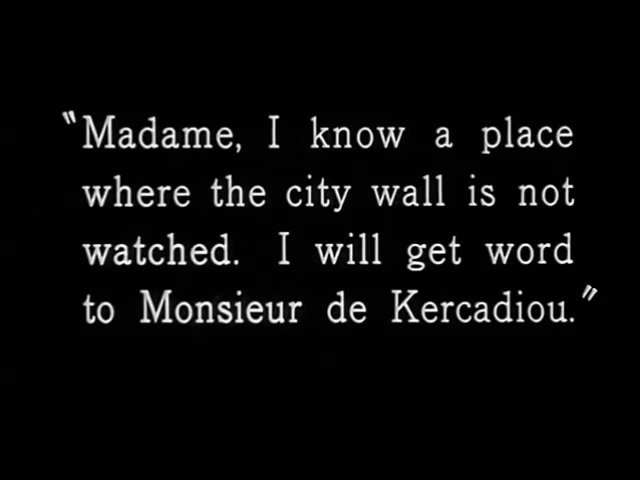 "Madame, I know a place
where the city wall is not
watched. I will get word
to Monsieur de Kercadiou."